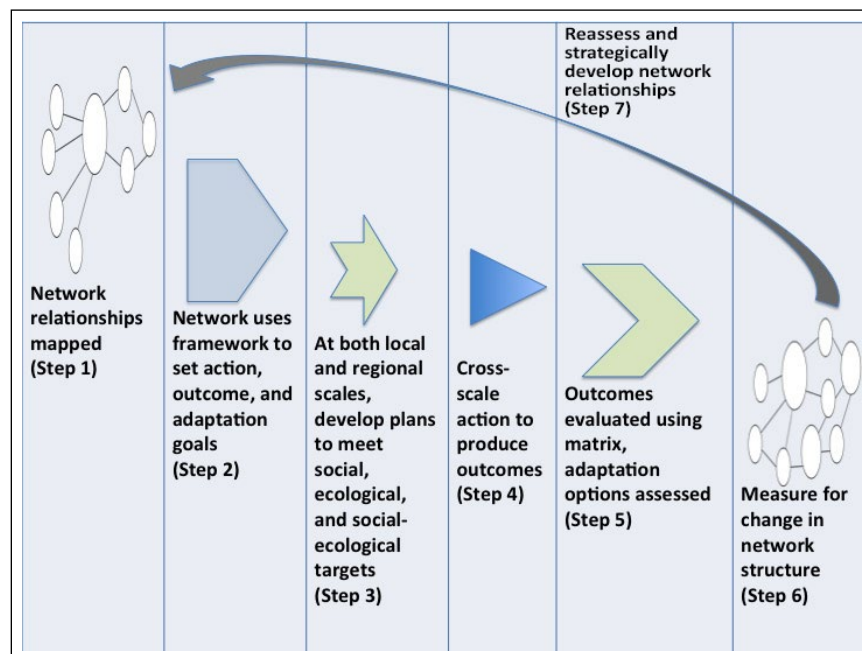 Network
relationships
mapped
(Step 1)
Network uses
framework to
set action,
outcome, and
adaptation
goals
(Step 2)
At both local
and regional
scales,
develop plans
to meet
social,
ecological,
and social-
ecological
targets
(Step 3)
Cross-
scale
action to
produce
outcomes
(Step 4)
Outcomes
evaluated using
matrix,
adaptation
options assessed
(Step 5)
Measure for
change in
network
structure
(Step 6)
Reassess and
strategically
develop network
relationships
(Step 7)